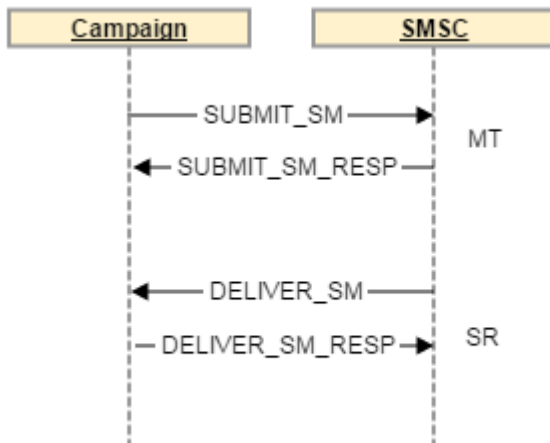 Campaign
SMSC
SUBMIT_SM
MT
SUBMIT_SM_RESP
DELIVER_SM
DELIVER_SM_RESP
SR